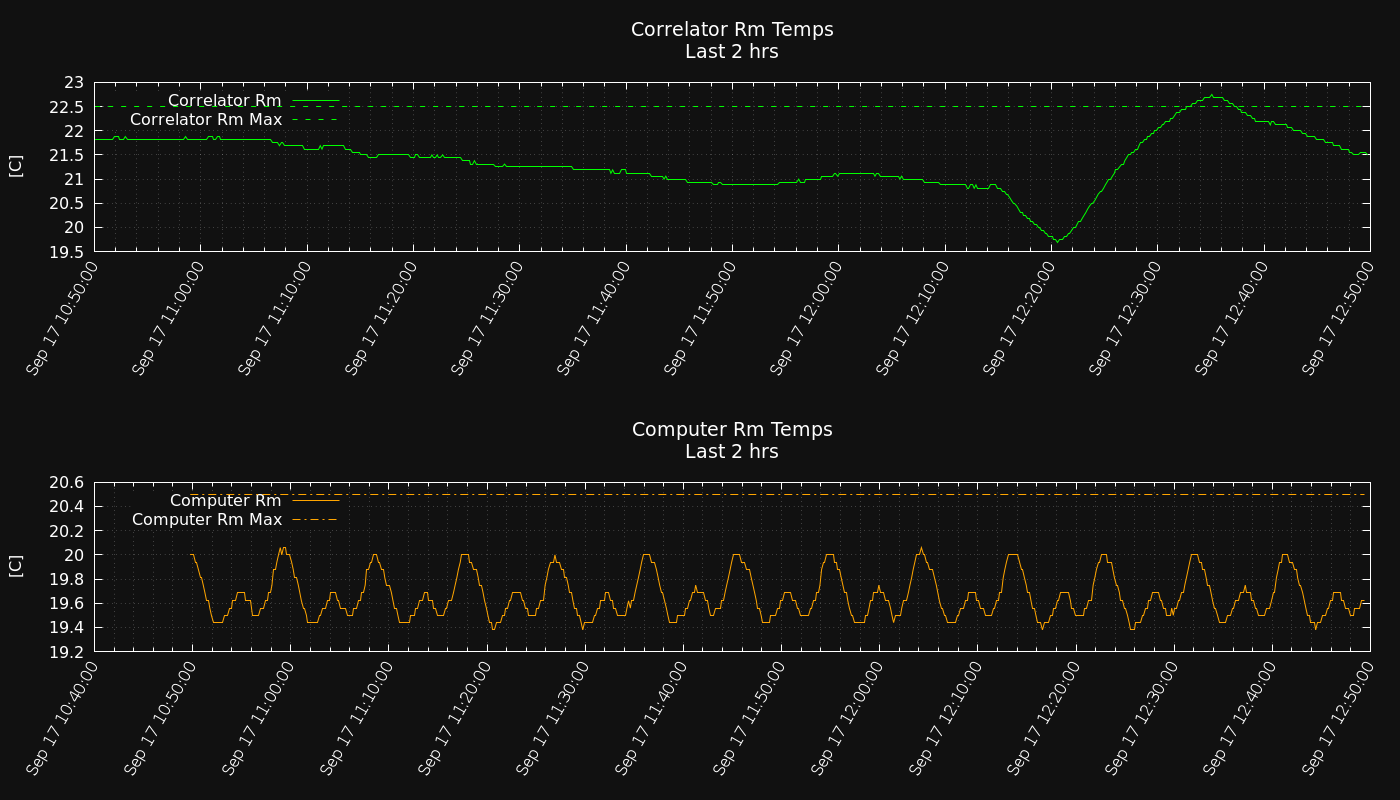 Correlator Rm Temps
Last 2 hrs
23
22.5
22
21.5
21
20.5
20
19.5
[C]
Correlator Rm
Correlator Rm Max
Sep 17 10:50:00
Sep 17 11:00:00
Sep 17 11:10:00
Sep 17 11:20:00
Sep 17 11:30:00
Sep 17 11:40:00
Sep 17 11:50:00
Sep 17 12:00:00
Sep 17 12:10:00
Sep 17 12:20:00
Sep 17 12:30:00
Sep 17 12:40:00
Sep 17 12:50:00
Computer Rm Temps
Last 2 hrs
20.6
20.4
20.2
20
19.8
19.6
19.4
19.2
[C]
Computer Rm
Computer Rm Max
Sep 17 10:40:00
Sep 17 10:50:00
Sep 17 11:00:00
Sep 17 11:10:00
Sep 17 11:20:00
Sep 17 11:30:00
Sep 17 11:40:00
Sep 17 11:50:00
Sep 17 12:00:00
Sep 17 12:10:00
Sep 17 12:20:00
Sep 17 12:30:00
Sep 17 12:40:00
Sep 17 12:50:00